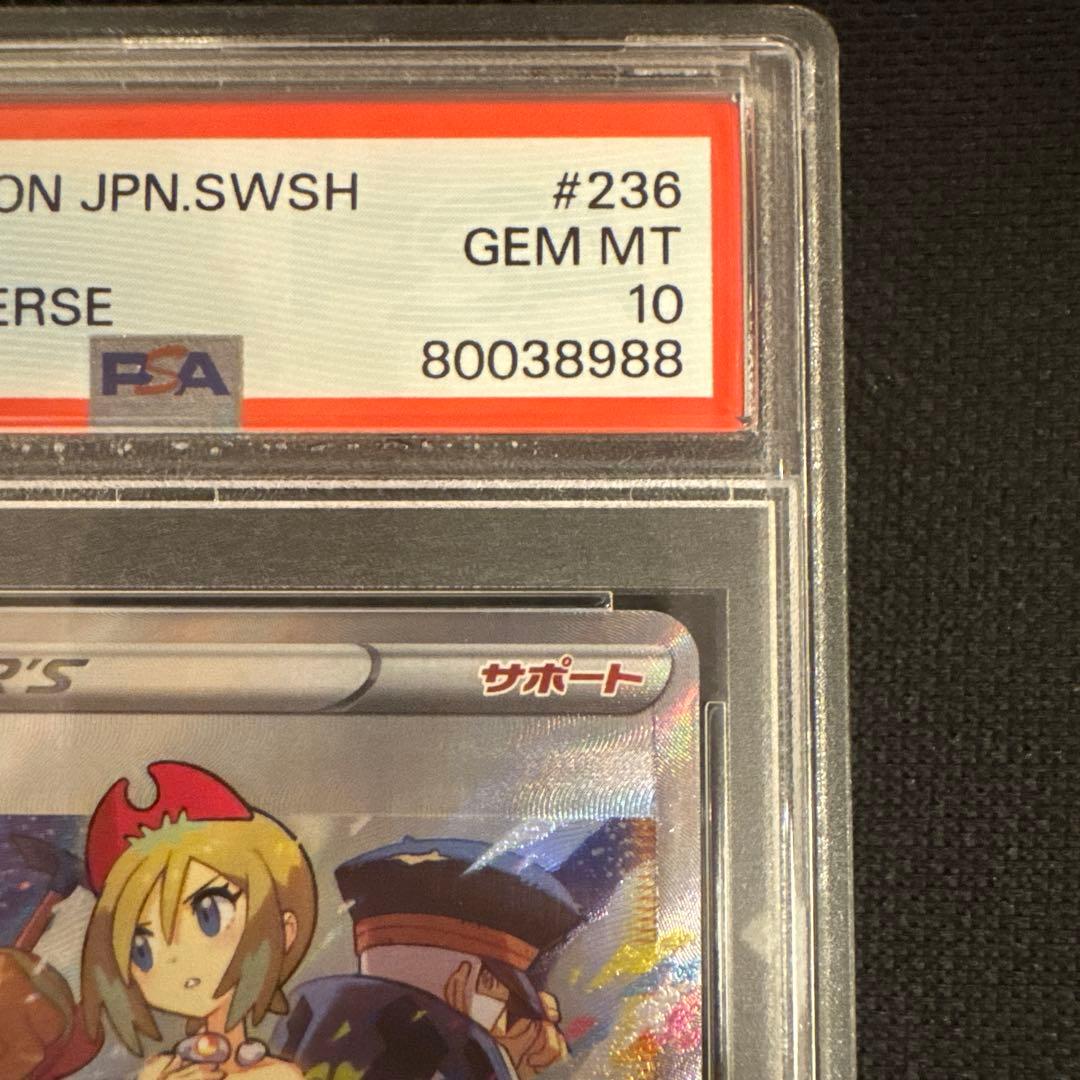 ON JPN.SWSH #236
GEM MT
ERSE 10
PSA 80038988
R'S サポート